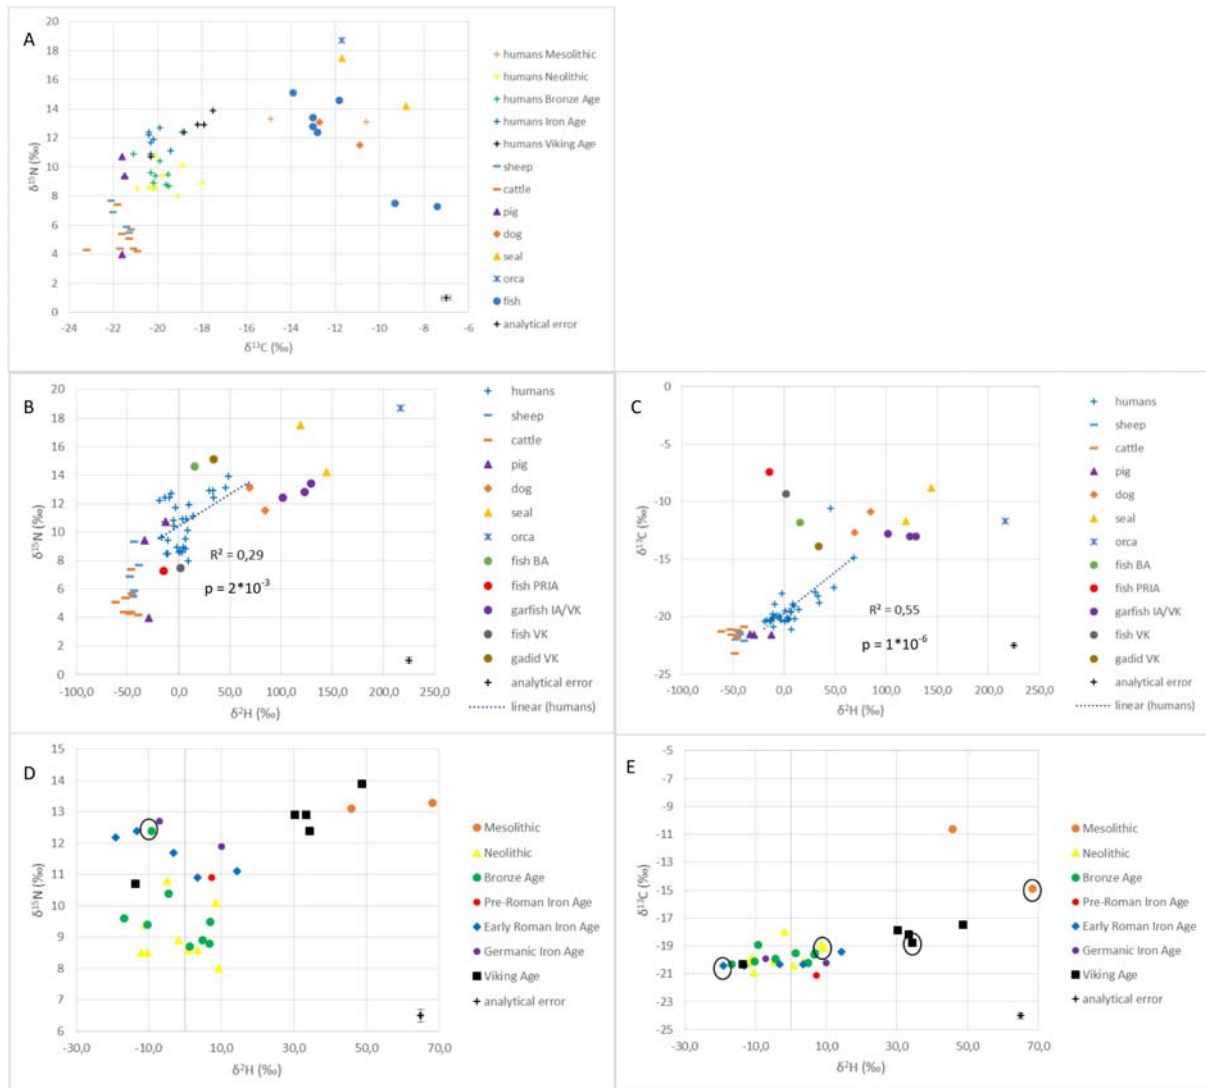 A
20
18
16
14
12
10
8
6
4
2
0
-24 -22 -20 -18 -16 -14 -12 -10 -8 -6
δ¹⁵N (‰)
δ¹³C (‰)
humans Mesolithic
humans Neolithic
humans Bronze Age
humans Iron Age
humans Viking Age
sheep
cattle
pig
dog
seal
orca
fish
analytical error
B
20
18
16
14
12
10
8
6
4
2
0
-100,0 -50,0 0,0 50,0 100,0 150,0 200,0 250,0
δ¹⁵N (‰)
δ²H (‰)
R² = 0,29
p = 2*10⁻³
humans
sheep
cattle
pig
dog
seal
orca
fish BA
fish PRIA
garfish IA/VK
fish VK
gadid VK
analytical error
linear (humans)
C
0
-5
-10
-15
-20
-25
-100,0 -50,0 0,0 50,0 100,0 150,0 200,0 250,0
δ¹³C (‰)
δ²H (‰)
R² = 0,55
p = 1*10⁻⁶
humans
sheep
cattle
pig
dog
seal
orca
fish BA
fish PRIA
garfish IA/VK
fish VK
gadid VK
analytical error
linear (humans)
D
15
14
13
12
11
10
9
8
7
6
-30,0 -10,0 10,0 30,0 50,0 70,0
δ¹⁵N (‰)
δ²H (‰)
Mesolithic
Neolithic
Bronze Age
Pre-Roman Iron Age
Early Roman Iron Age
Germanic Iron Age
Viking Age
analytical error
E
-5
-7
-9
-11
-13
-15
-17
-19
-21
-23
-25
-30,0 -10,0 10,0 30,0 50,0 70,0
δ¹³C (‰)
δ²H (‰)
Mesolithic
Neolithic
Bronze Age
Pre-Roman Iron Age
Early Roman Iron Age
Germanic Iron Age
Viking Age
analytical error